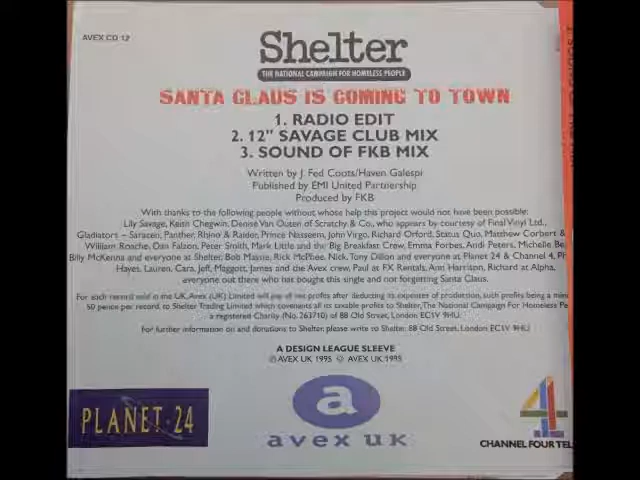 AVEX CD 12
Shelter
THE NATIONAL CAMPAIGN FOR HOMELESS PEOPLE
SANTA CLAUS IS COMING TO TOWN
1. RADIO EDIT
2. 12" SAVAGE CLUB MIX
3. SOUND OF FKB MIX
Written by J. Fed Coots/Haven Galespi
Published by EMI United Partnership
Produced by FKB
With thanks to the following people without whose help this project would not have been possible:
Lily Savage, Keith Chegwin, Denise Van Outen of Scratchy & Co., who appears by courtesy of Final Vinyl Ltd.,
Gladiators – Saracen, Panther, Rhino & Raider, Prince Nasseem, John Virgo, Richard Orford, Status Quo, Matthew Corbert &
William Roache, Dan Falzon, Peter Smith, Mark Little and the Big Breakfast Crew, Emma Forbes, Andi Peters, Michelle Be
Billy McKenna and everyone at Shelter, Bob Mayne, Rick McPhee, Nick, Tony Dillon and everyone at Planet 24 & Channel 4,
Hayes, Lauren, Cara, Jeff, Maggott, James and the Avex crew, Paul at FX Rentals, Ann Harrison, Richard at Alpha,
everyone out there who has bought this single and not forgetting Santa Claus.
For each record sold in the UK, Avex (UK) Limited will pay all net profits after deducting its expenses of production, such profits being a mini
50 pence per record to Shelter Trading Limited which covenants all its taxable profits to Shelter, The National Campaign For Homeless Pe
a registered Charity (No. 263710) of 88 Old Street, London EC1V 9HU.
For further information on and donations to Shelter, please write to Shelter, 88 Old Street, London EC1V 9HU
A DESIGN LEAGUE SLEEVE
℗ AVEX UK 1995 © AVEX UK 1995
PLANET 24
a
avex uk
4
CHANNEL FOUR TEL